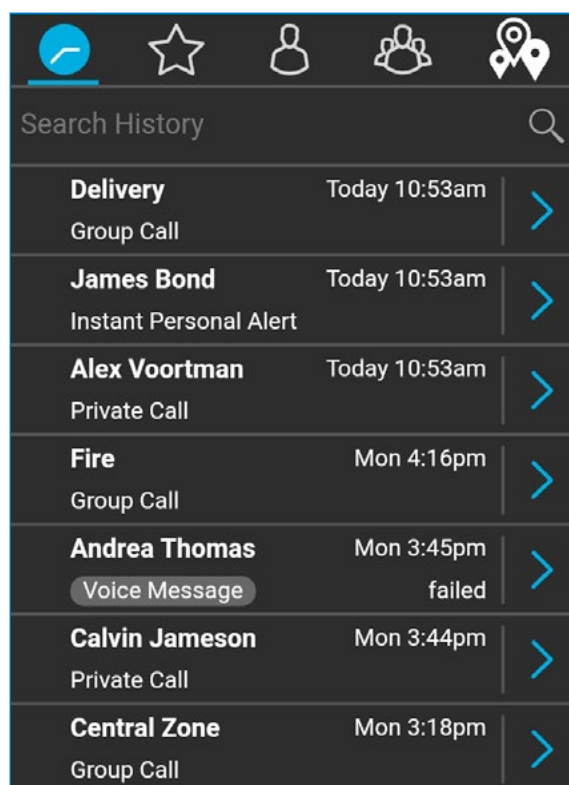 Search History
Delivery Today 10:53am
Group Call
James Bond Today 10:53am
Instant Personal Alert
Alex Voortman Today 10:53am
Private Call
Fire Mon 4:16pm
Group Call
Andrea Thomas Mon 3:45pm
Voice Message failed
Calvin Jameson Mon 3:44pm
Private Call
Central Zone Mon 3:18pm
Group Call